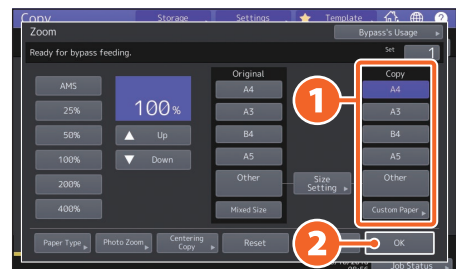 Copy Storage Settings Template ?
Zoom Bypass's Usage
Ready for bypass feeding. Set 1
Original Copy
AMS A4 A4
25% 100% A3 A3
50% Up B4 B4
100% Down A5 A5
200% Other Size Setting Other
400% Mixed Size Custom Paper
1
2
Paper Type Photo Zoom Centering Copy Reset OK
Job Status